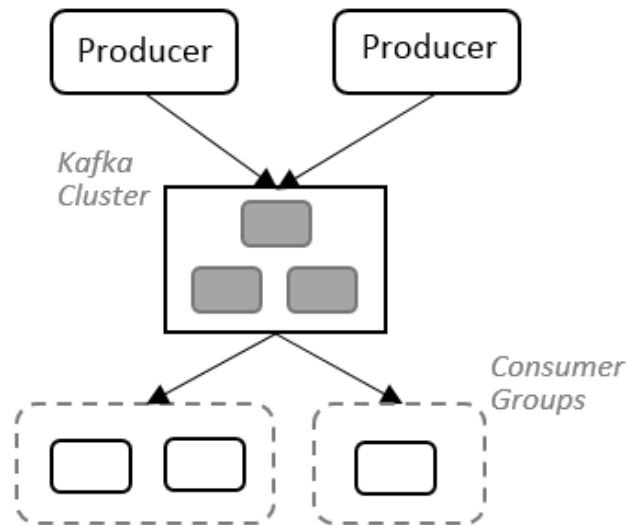 Producer
Producer
Kafka
Cluster
Consumer
Groups